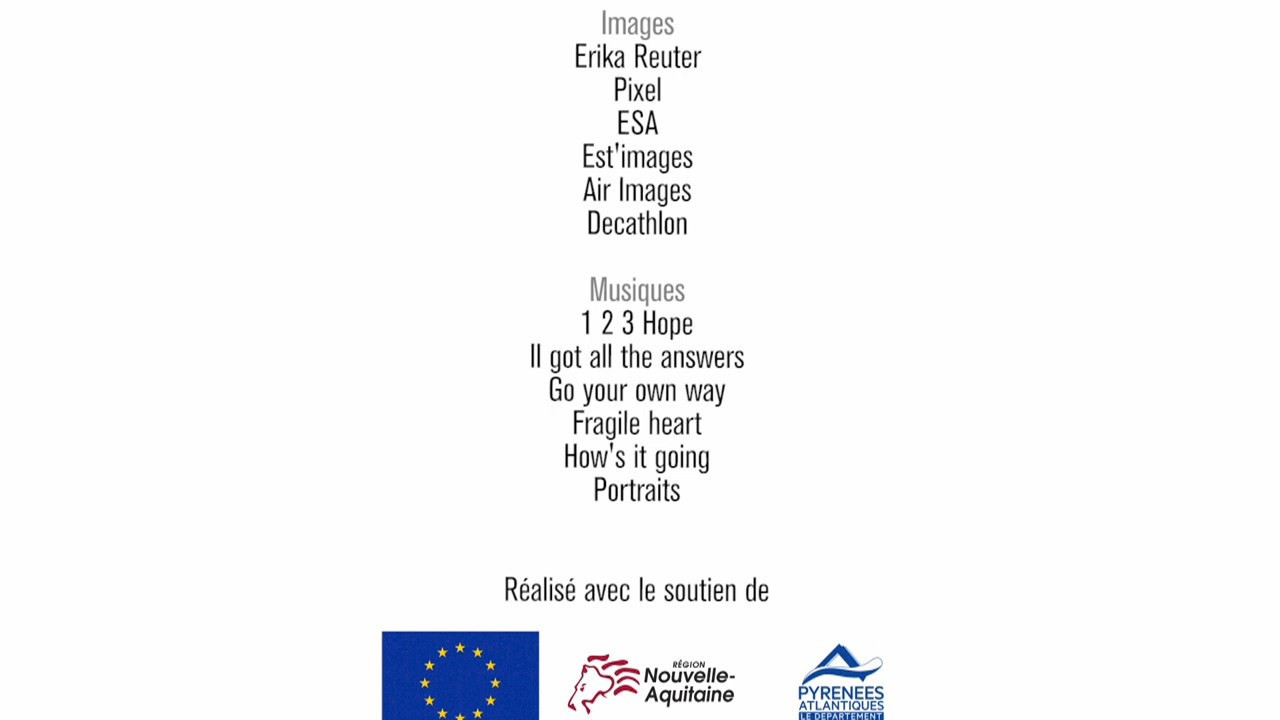 Images
Erika Reuter
Pixel
ESA
Est'images
Air Images
Decathlon
Musiques
1 2 3 Hope
II got all the answers
Go your own way
Fragile heart
How's it going
Portraits
Réalisé avec le soutien de
RÉGION
Nouvelle-
Aquitaine
PYRENEES
ATLANTIQUES
LE DEPARTEMENT